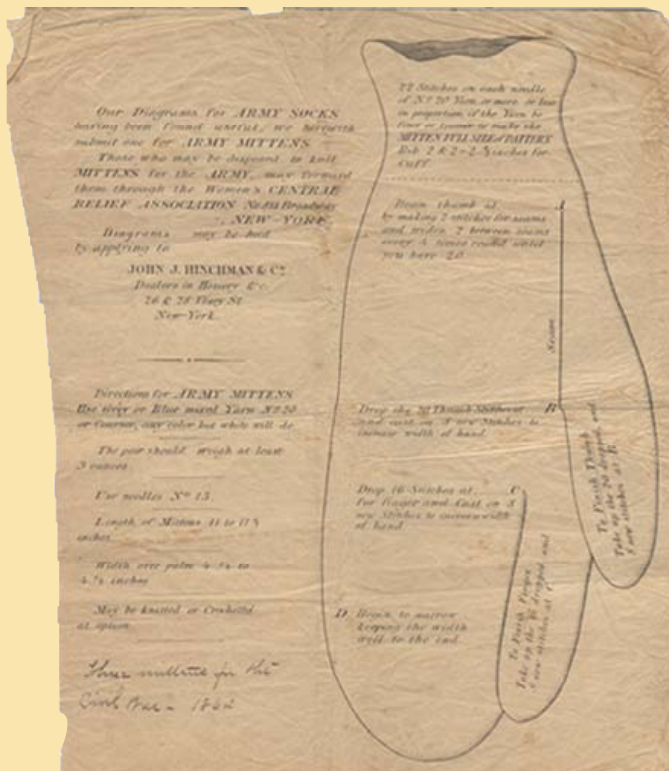 Our Diagrams for ARMY SOCKS
having been found useful, we herewith
submit one for ARMY MITTENS.
Those who may be disposed to knit
MITTENS for the ARMY, may forward
them through the Women's CENTRAL
RELIEF ASSOCIATION No. Broadway
NEW-YORK.
Diagrams may be had
by applying to
JOHN J. HINCHMAN & Co.
Dealers in Hosiery &c.
26 & 28 Vesey St.
New-York.
Directions for ARMY MITTENS
Use Grey or Blue mixed Yarn No. 20
or Coarser, any color but white will do.
The pair should weigh at least
3 ounces
Use needles No. 15.
Length of Mittens 11 to 11½
inches
Width over palm to
inches
May be knitted or Crocheted
at option
These mittens for the
Civil War - 1862
22 Stitches on each needle
of No. 20 Yarn, or more or less
in proportion if the Yarn be
finer or Coarser to make the
MITTEN FULL SIZE of PATTERN
Rib 2 & 2 - 2 inches for
Cuff
Begin thumb at A
by making 2 stitches for seams
and widen 2 between seams
every 4 times round until
you have 20.
Seam
Drop the 20 Thumb Stitches at B
and cast on 8 new Stitches to
increase width of hand
Drop 16 Stitches at C
for finger and Cast on 8
new Stitches to increase width
of hand
D Begin to narrow
keeping the width
well to the end.
To Finish Thumb
Take up the 20 dropped and
8 new stitches at B
To Finish Finger
Take up the 16 dropped and
8 new stitches at C